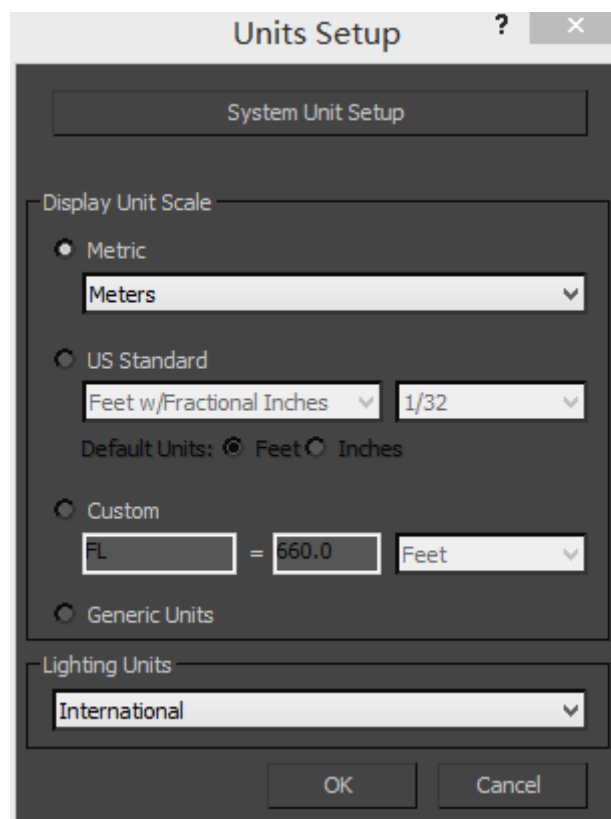 Units Setup ?
System Unit Setup
Display Unit Scale
Metric
Meters
US Standard
Feet w/Fractional Inches 1/32
Default Units: Feet Inches
Custom
FL = 660.0 Feet
Generic Units
Lighting Units
International
OK Cancel